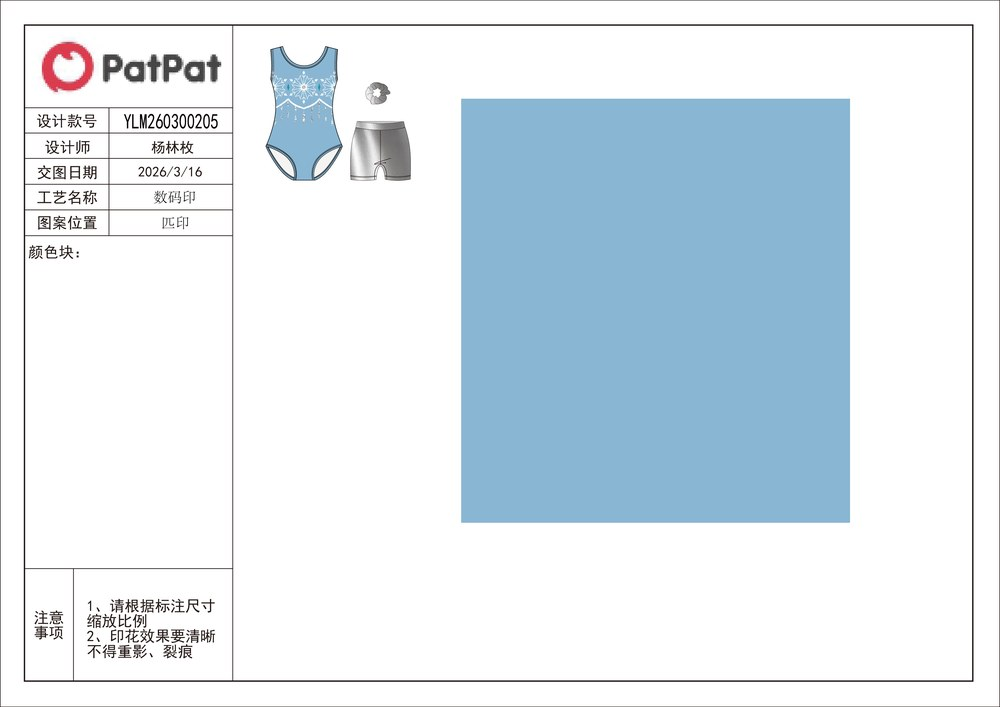 PatPat
设计款号 YLM260300205
设计师 杨林枚
交图日期 2026/3/16
工艺名称 数码印
图案位置 匹印
颜色块：
注意
事项
1、请根据标注尺寸
缩放比例
2、印花效果要清晰
不得重影、裂痕